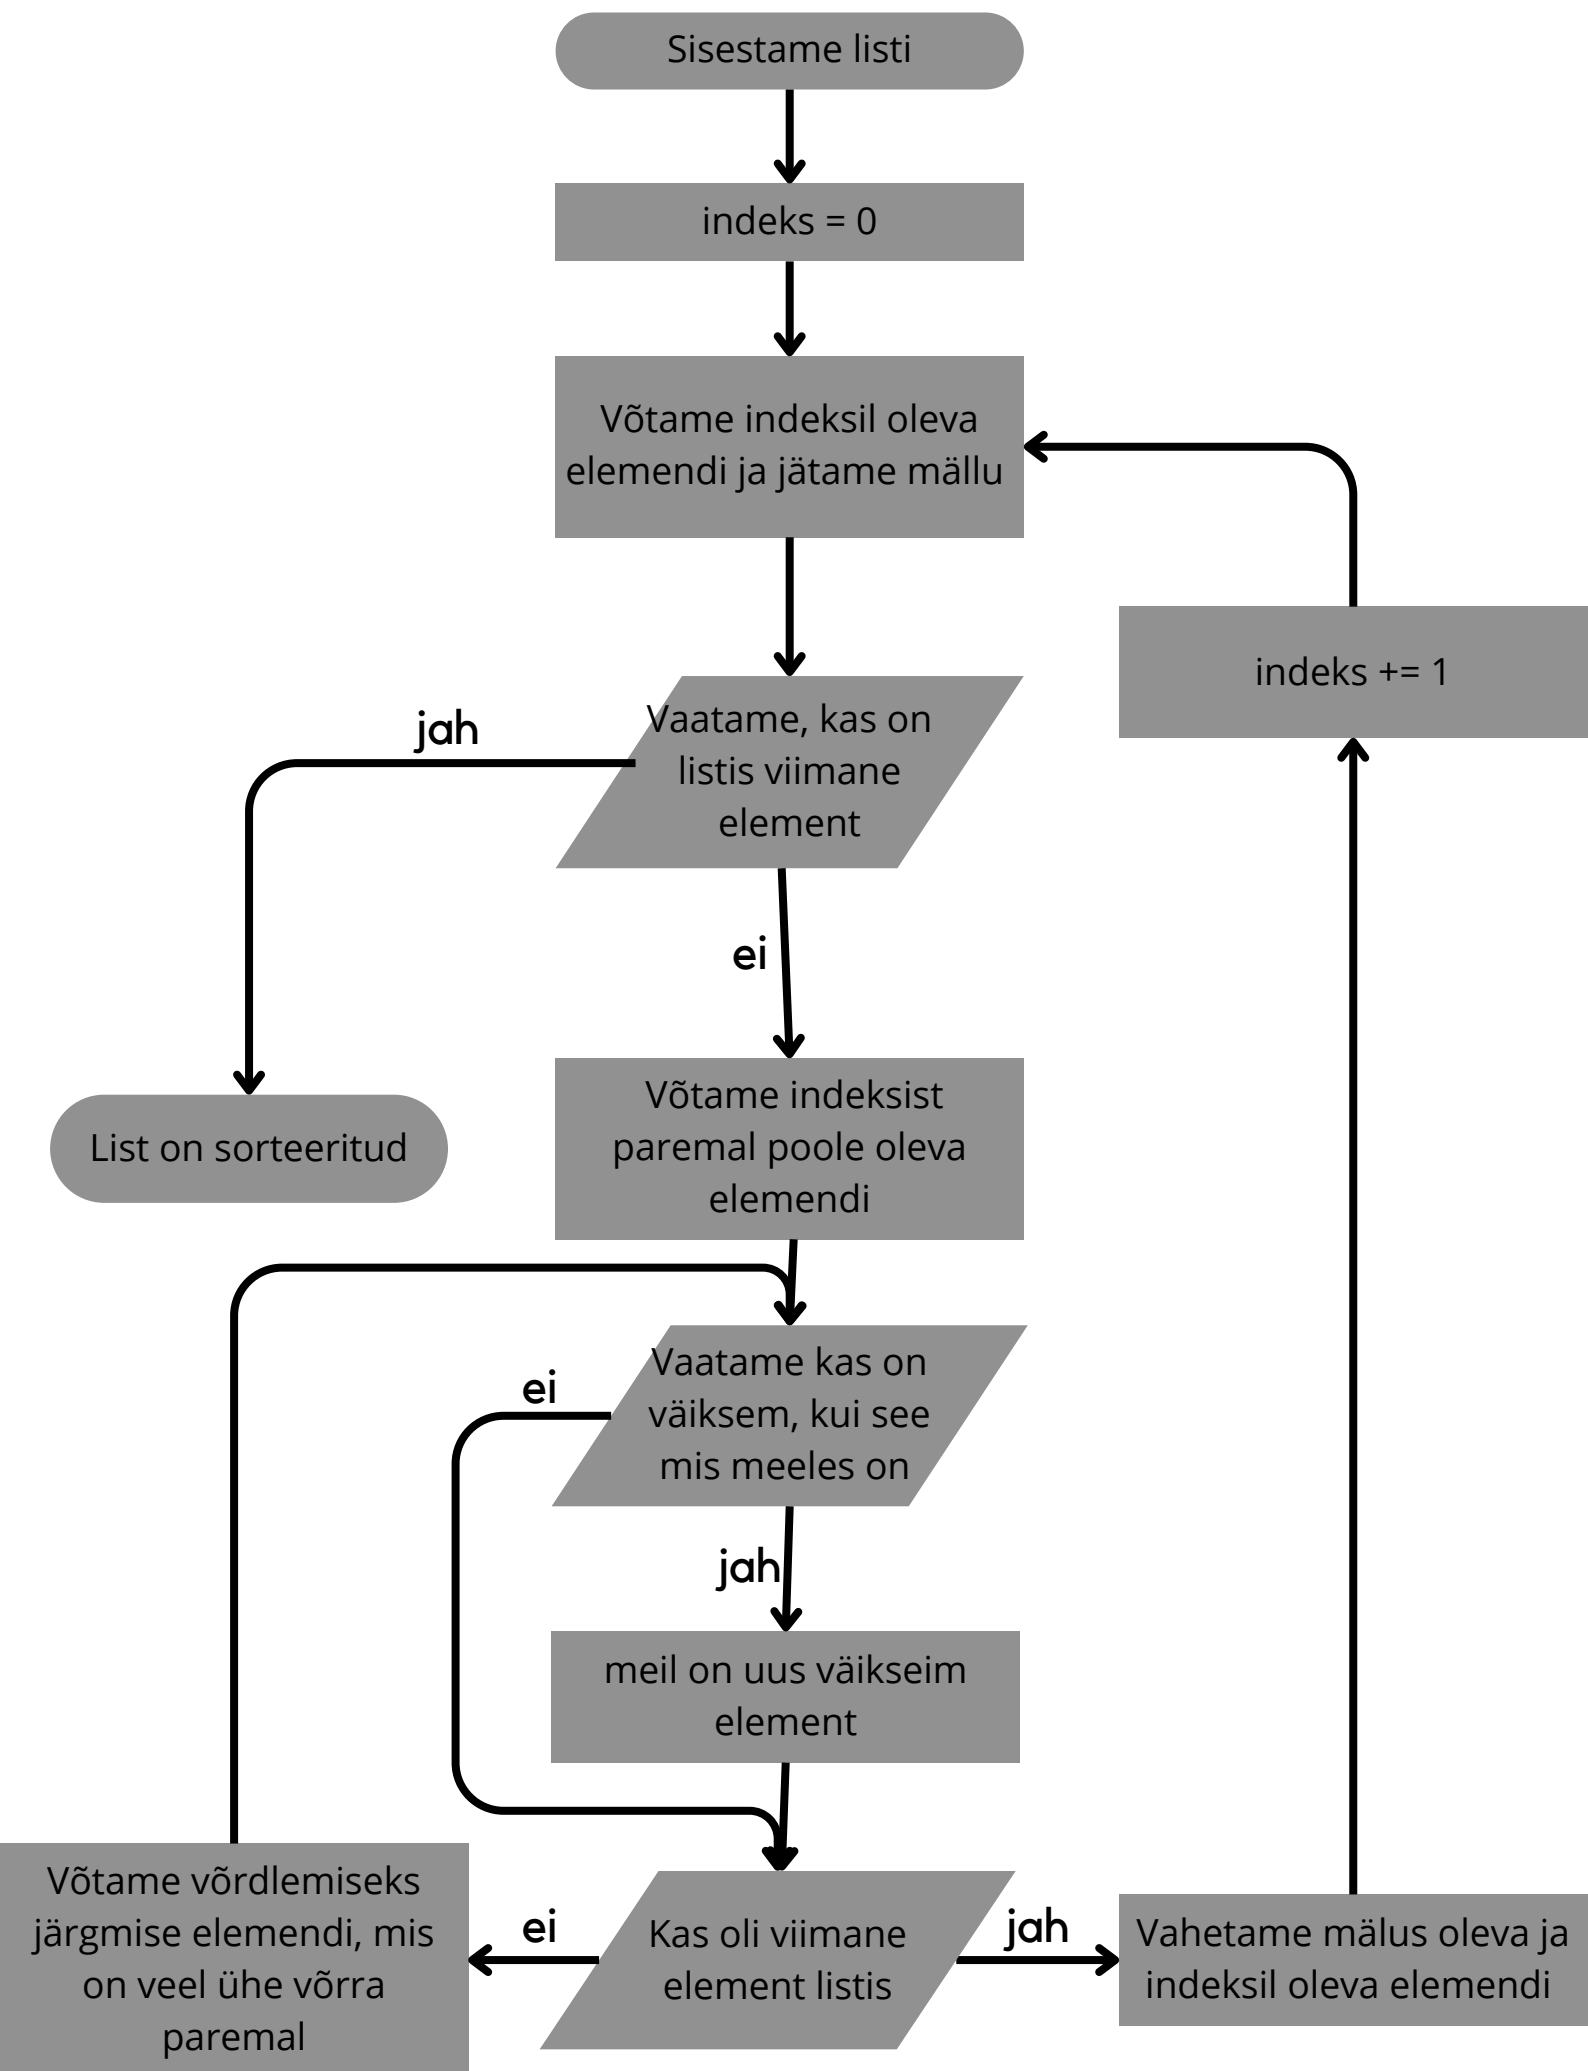 Sisestame listi
indeks = 0
Võtame indeksil oleva
elemendi ja jätame mällu
indeks += 1
Vaatame, kas on
listis viimane
element
jah
ei
List on sorteeritud
Võtame indeksist
paremal poole oleva
elemendi
Vaatame kas on
väiksem, kui see
mis meeles on
ei
jah
meil on uus väikseim
element
Võtame võrdlemiseks
järgmise elemendi, mis
on veel ühe võrra
paremal
ei
Kas oli viimane
element listis
jah
Vahetame mälus oleva ja
indeksil oleva elemendi